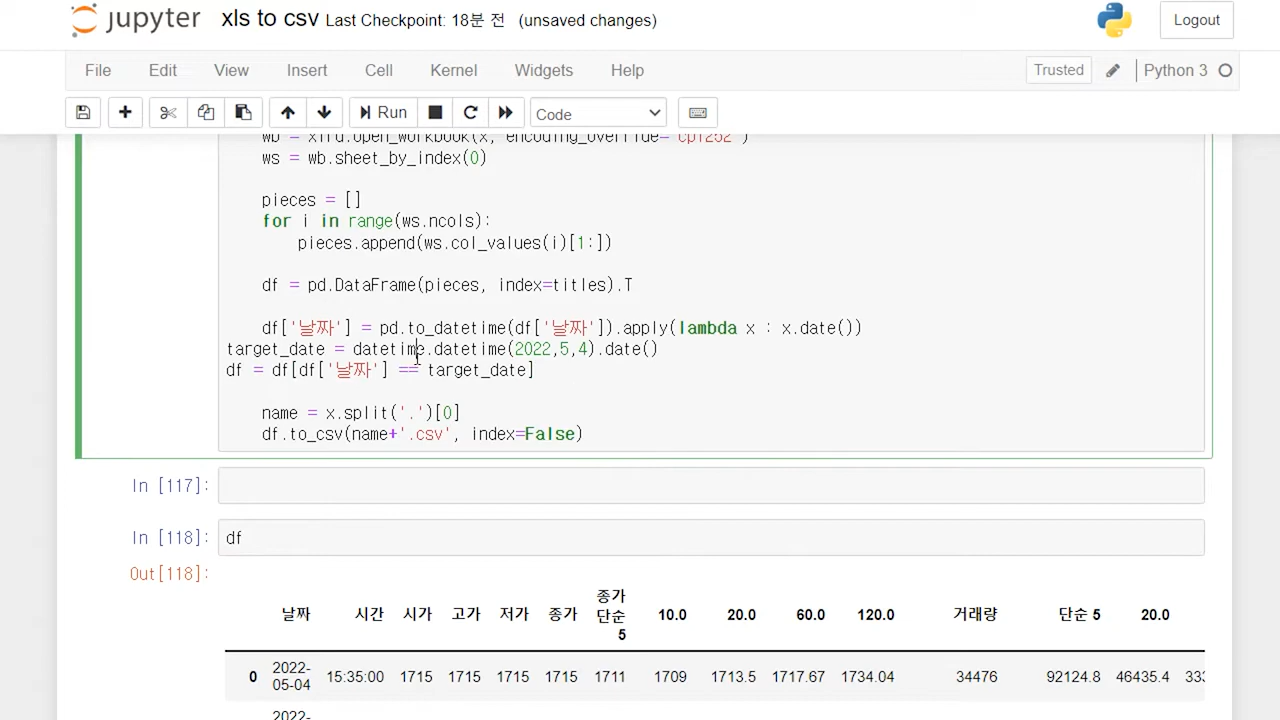 jupyter xls to csv Last Checkpoint: 18분 전 (unsaved changes) Logout
File Edit View Insert Cell Kernel Widgets Help Trusted Python 3
Run Code
wb = xlrd.open_workbook(x, encoding_override='cp1252')
ws = wb.sheet_by_index(0)
pieces = []
for i in range(ws.ncols):
pieces.append(ws.col_values(i)[1:])
df = pd.DataFrame(pieces, index=titles).T
df['날짜'] = pd.to_datetime(df['날짜']).apply(lambda x : x.date())
target_date = datetime.datetime(2022,5,4).date()
df = df[df['날짜'] == target_date]
name = x.split('.')[0]
df.to_csv(name+'.csv', index=False)
In [117]:
In [118]: df
Out[118]:
날짜 시간 시가 고가 저가 종가 종가 단순 5 10.0 20.0 60.0 120.0 거래량 단순 5 20.0
0 2022-05-04 15:35:00 1715 1715 1715 1715 1711 1709 1713.5 1717.67 1734.04 34476 92124.8 46435.4
2022-